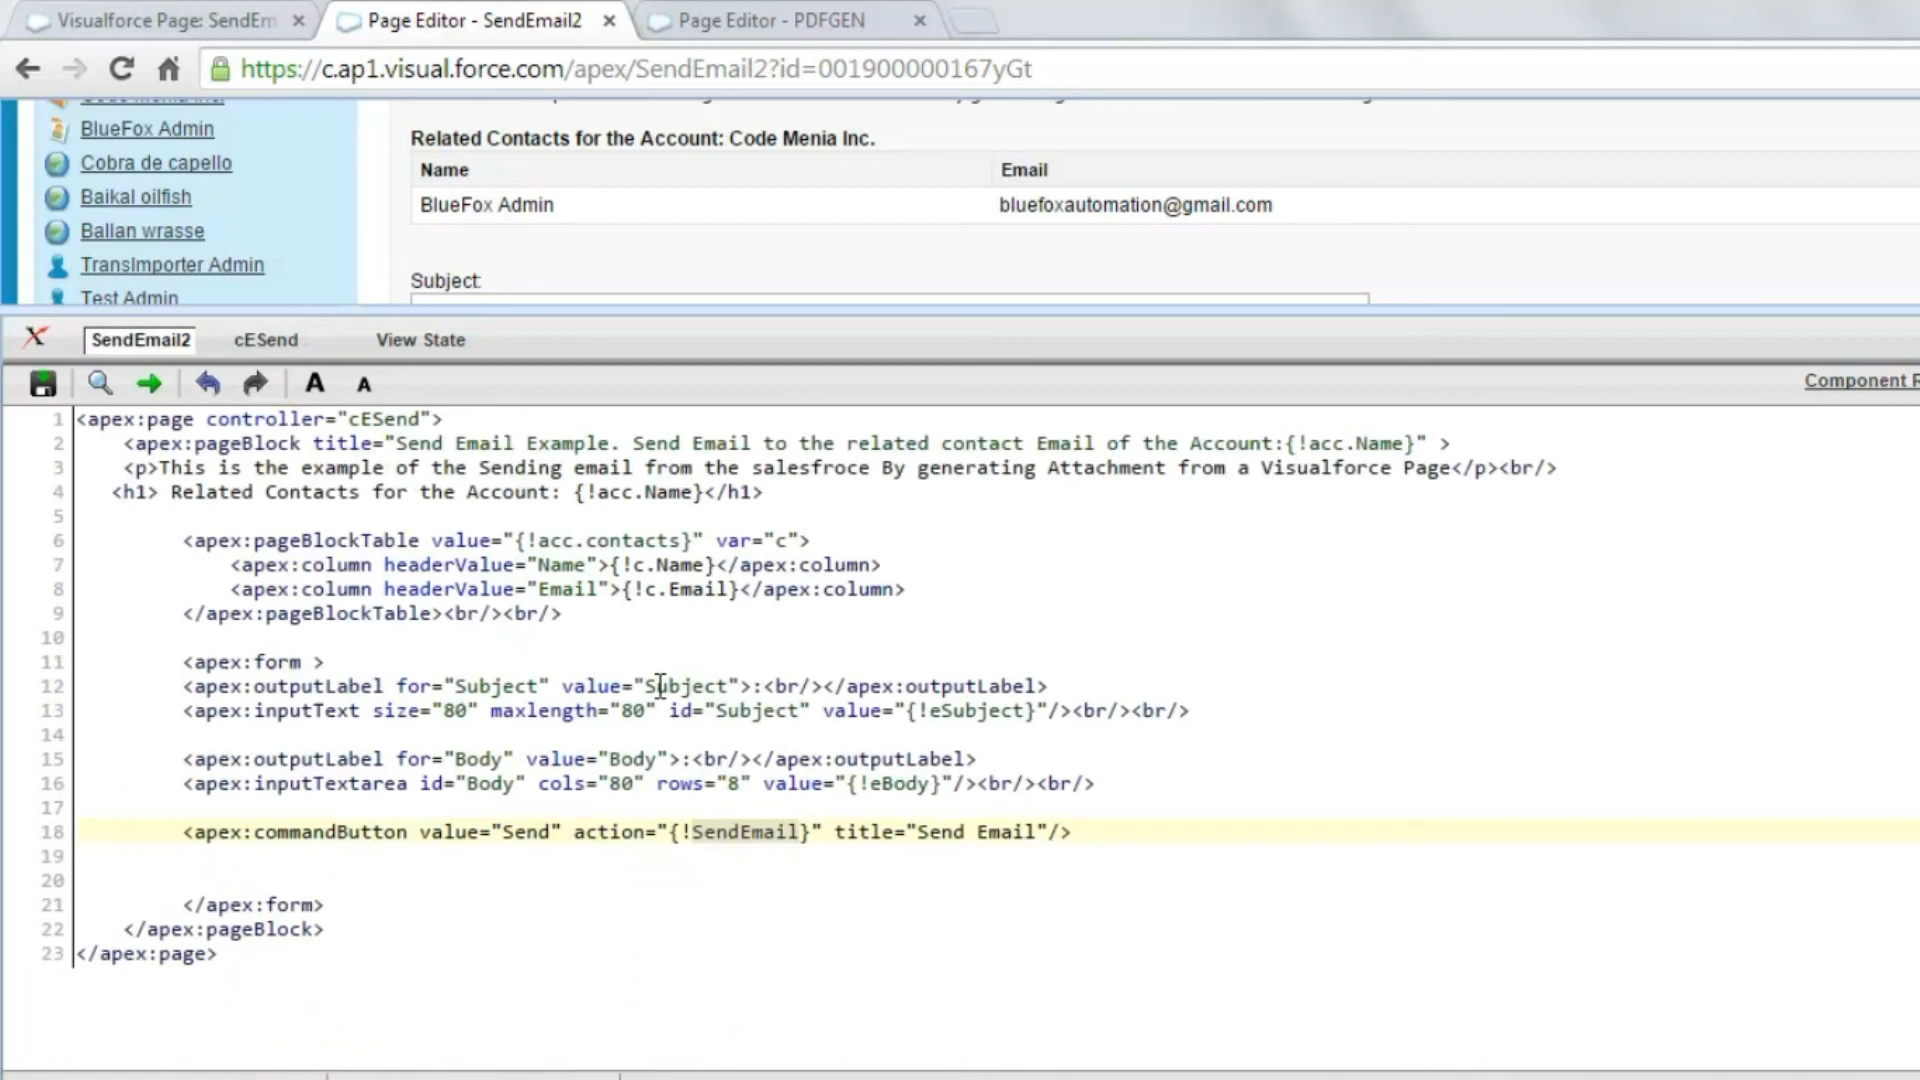 Visualforce Page: SendEm
Page Editor - SendEmail2
Page Editor - PDFGEN
https://c.ap1.visual.force.com/apex/SendEmail2?id=001900000167yGt
Code Menia Inc.
BlueFox Admin
Cobra de capello
Baikal oilfish
Ballan wrasse
TransImporter Admin
Test Admin
Related Contacts for the Account: Code Menia Inc.
Name Email
BlueFox Admin bluefoxautomation@gmail.com
Subject:
SendEmail2 cESend View State
A A Component R
1 <apex:page controller="cESend">
2 <apex:pageBlock title="Send Email Example. Send Email to the related contact Email of the Account:{!acc.Name}" >
3 <p>This is the example of the Sending email from the salesfroce By generating Attachment from a Visualforce Page</p><br/>
4 <h1> Related Contacts for the Account: {!acc.Name}</h1>
5
6 <apex:pageBlockTable value="{!acc.contacts}" var="c">
7 <apex:column headerValue="Name">{!c.Name}</apex:column>
8 <apex:column headerValue="Email">{!c.Email}</apex:column>
9 </apex:pageBlockTable><br/><br/>
10
11 <apex:form >
12 <apex:outputLabel for="Subject" value="Subject">:<br/></apex:outputLabel>
13 <apex:inputText size="80" maxlength="80" id="Subject" value="{!eSubject}"/><br/><br/>
14
15 <apex:outputLabel for="Body" value="Body">:<br/></apex:outputLabel>
16 <apex:inputTextarea id="Body" cols="80" rows="8" value="{!eBody}"/><br/><br/>
17
18 <apex:commandButton value="Send" action="{!SendEmail}" title="Send Email"/>
19
20
21 </apex:form>
22 </apex:pageBlock>
23 </apex:page>